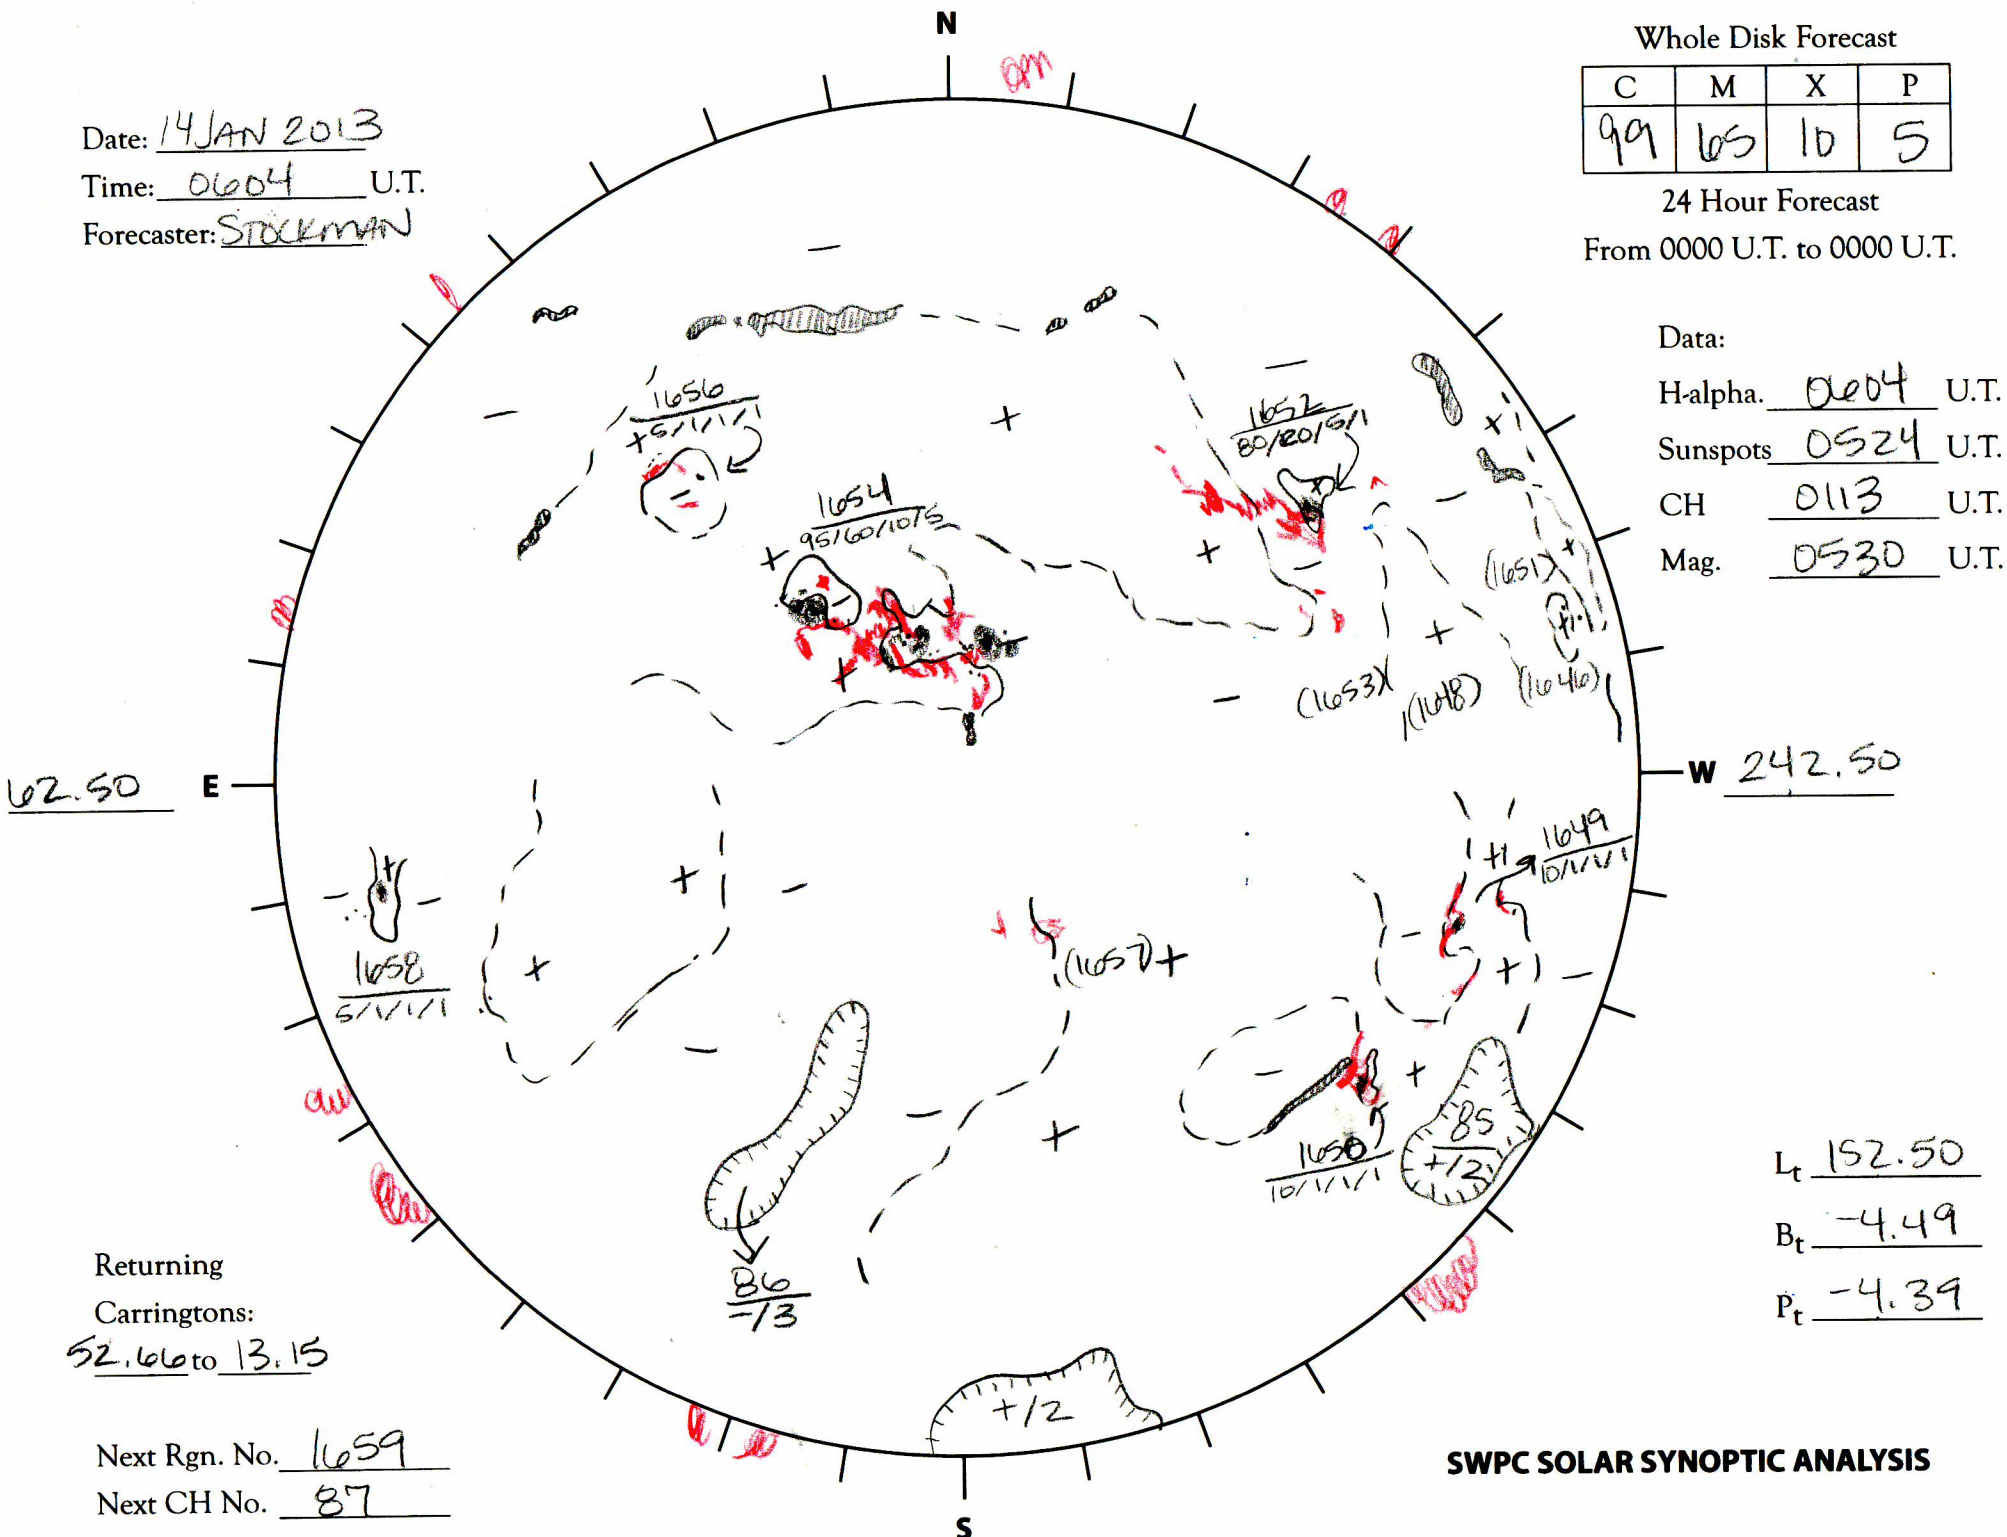 N
Whole Disk Forecast
C M X P
99 65 10 5
24 Hour Forecast
From 0000 U.T. to 0000 U.T.
Date: 14 JAN 2013
Time: 0604 U.T.
Forecaster: STOCKMAN
Data:
H-alpha. 0604 U.T.
Sunspots 0524 U.T.
CH 0113 U.T.
Mag. 0530 U.T.
1656
5/1/1/1
1652
80/20/5/1
1654
95/60/10/5
(1651)
(1653)
(1648)
(1646)
62.50 E
W 242.50
1649
10/1/1/1
1658
5/1/1/1
(1657)
85
+/2
1650
10/1/1/1
86
-/3
+/2
Lt 152.50
Bt -4.49
Pt -4.39
Returning
Carringtons:
52.66 to 13.15
Next Rgn. No. 1659
Next CH No. 87
SWPC SOLAR SYNOPTIC ANALYSIS
S